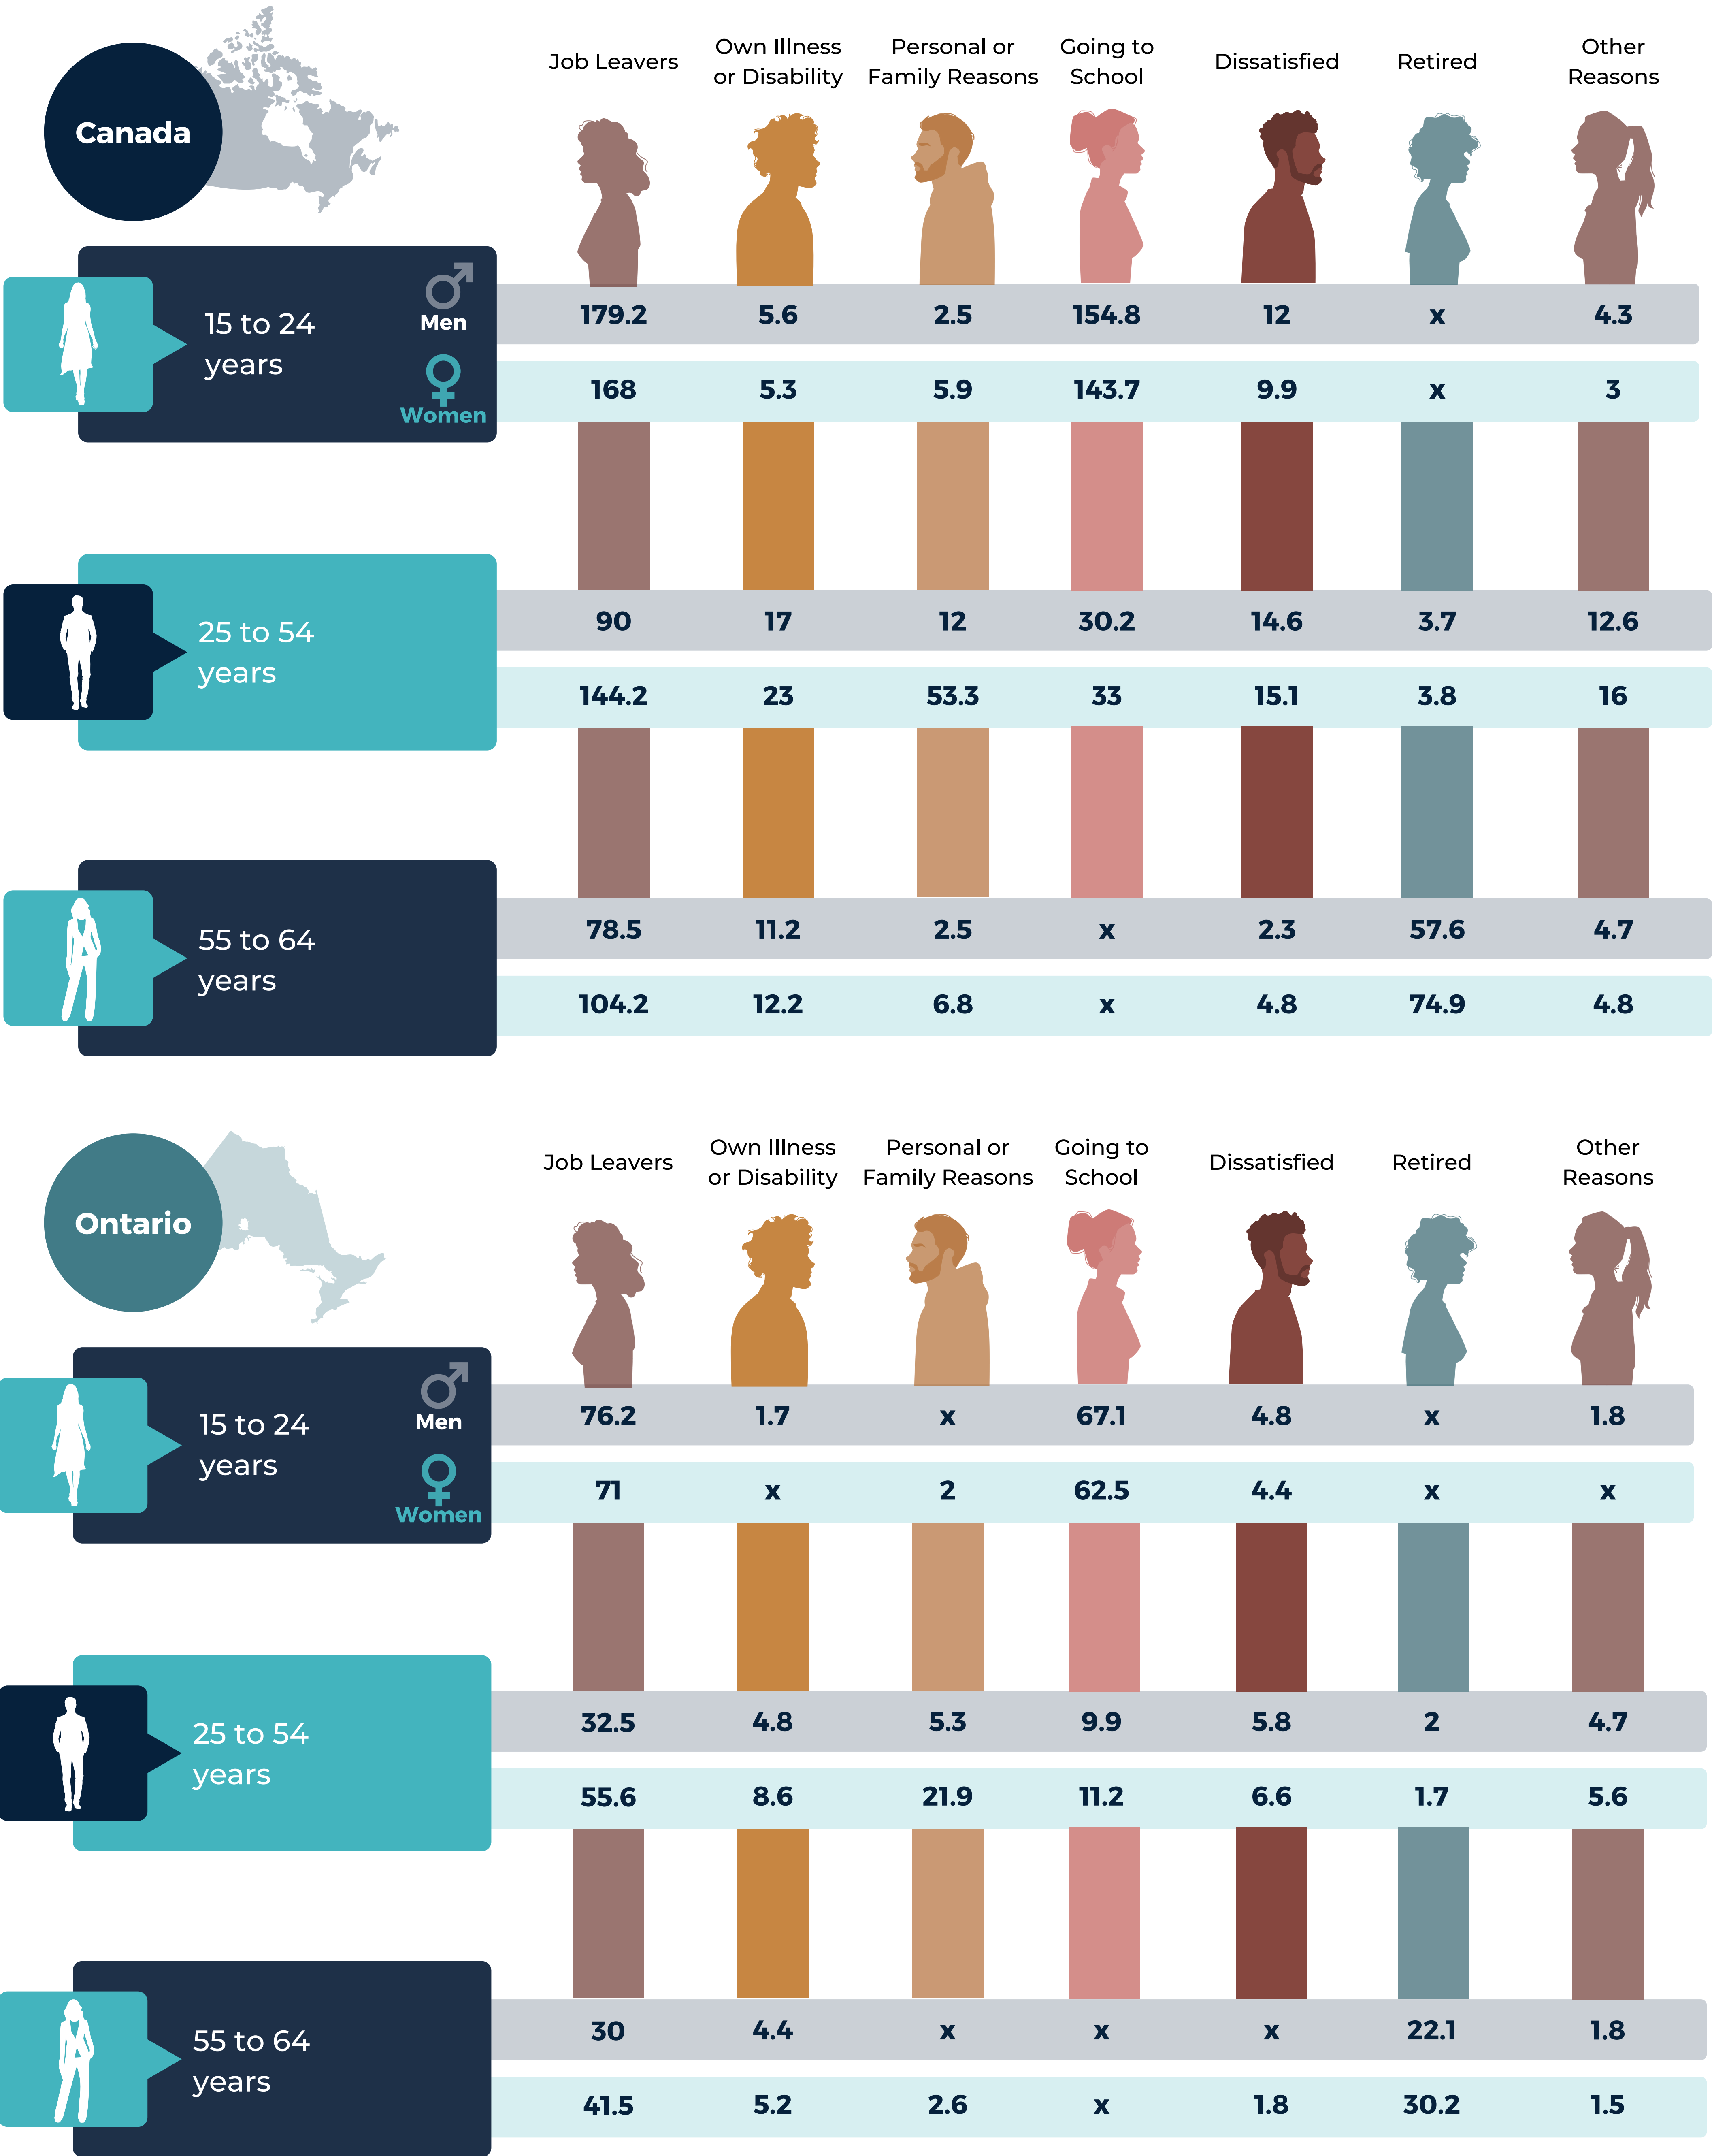 Canada
Job Leavers
Own Illness
or Disability
Personal or
Family Reasons
Going to
School
Dissatisfied
Retired
Other
Reasons
15 to 24
years
Men
Women
179.2 5.6 2.5 154.8 12 x 4.3
168 5.3 5.9 143.7 9.9 x 3
25 to 54
years
90 17 12 30.2 14.6 3.7 12.6
144.2 23 53.3 33 15.1 3.8 16
55 to 64
years
78.5 11.2 2.5 x 2.3 57.6 4.7
104.2 12.2 6.8 x 4.8 74.9 4.8
Ontario
Job Leavers
Own Illness
or Disability
Personal or
Family Reasons
Going to
School
Dissatisfied
Retired
Other
Reasons
15 to 24
years
Men
Women
76.2 1.7 x 67.1 4.8 x 1.8
71 x 2 62.5 4.4 x x
25 to 54
years
32.5 4.8 5.3 9.9 5.8 2 4.7
55.6 8.6 21.9 11.2 6.6 1.7 5.6
55 to 64
years
30 4.4 x x x 22.1 1.8
41.5 5.2 2.6 x 1.8 30.2 1.5